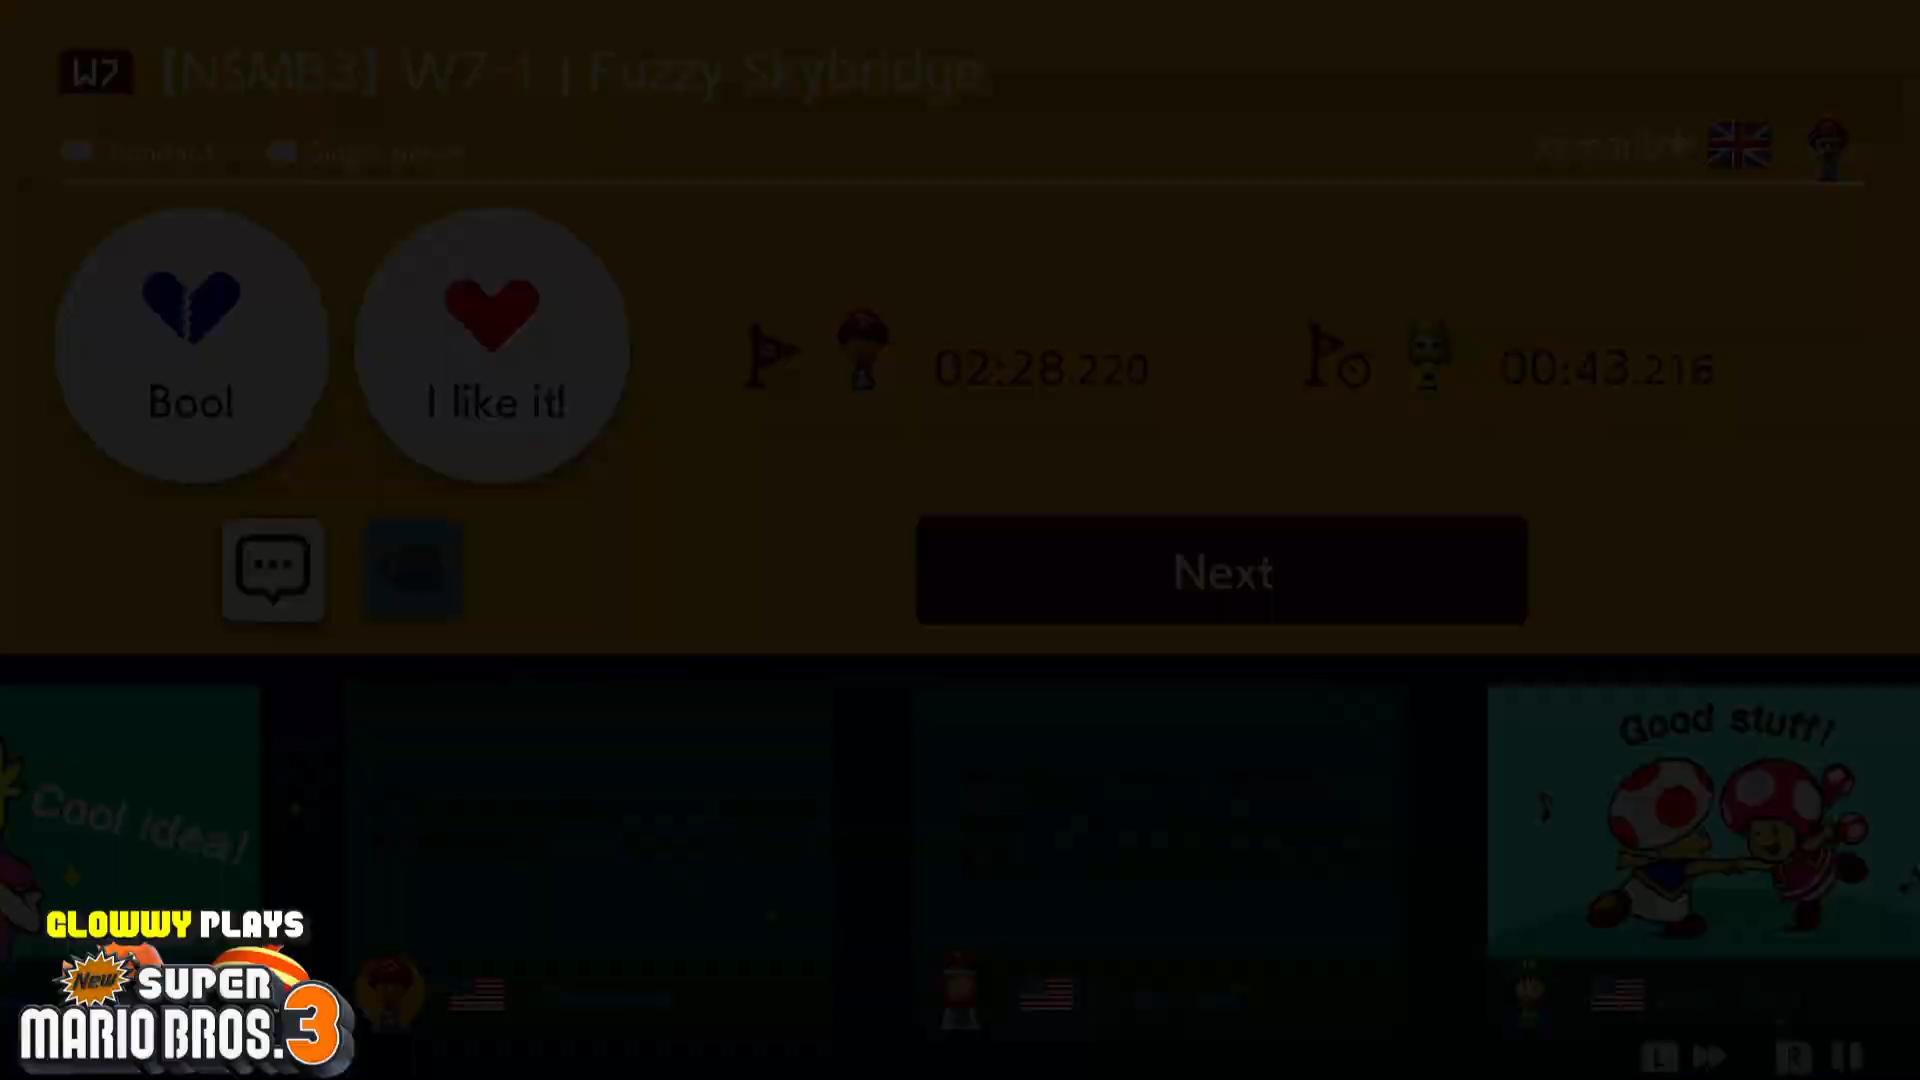 W7 [NSMB3] W7-1 | Fuzzy Skybridge
Standard
Boo!
I like it!
02:28.220
00:43.216
Next
Cool idea!
Good stuff!
GLOWWY PLAYS
New SUPER
MARIO BROS. 3
L
R